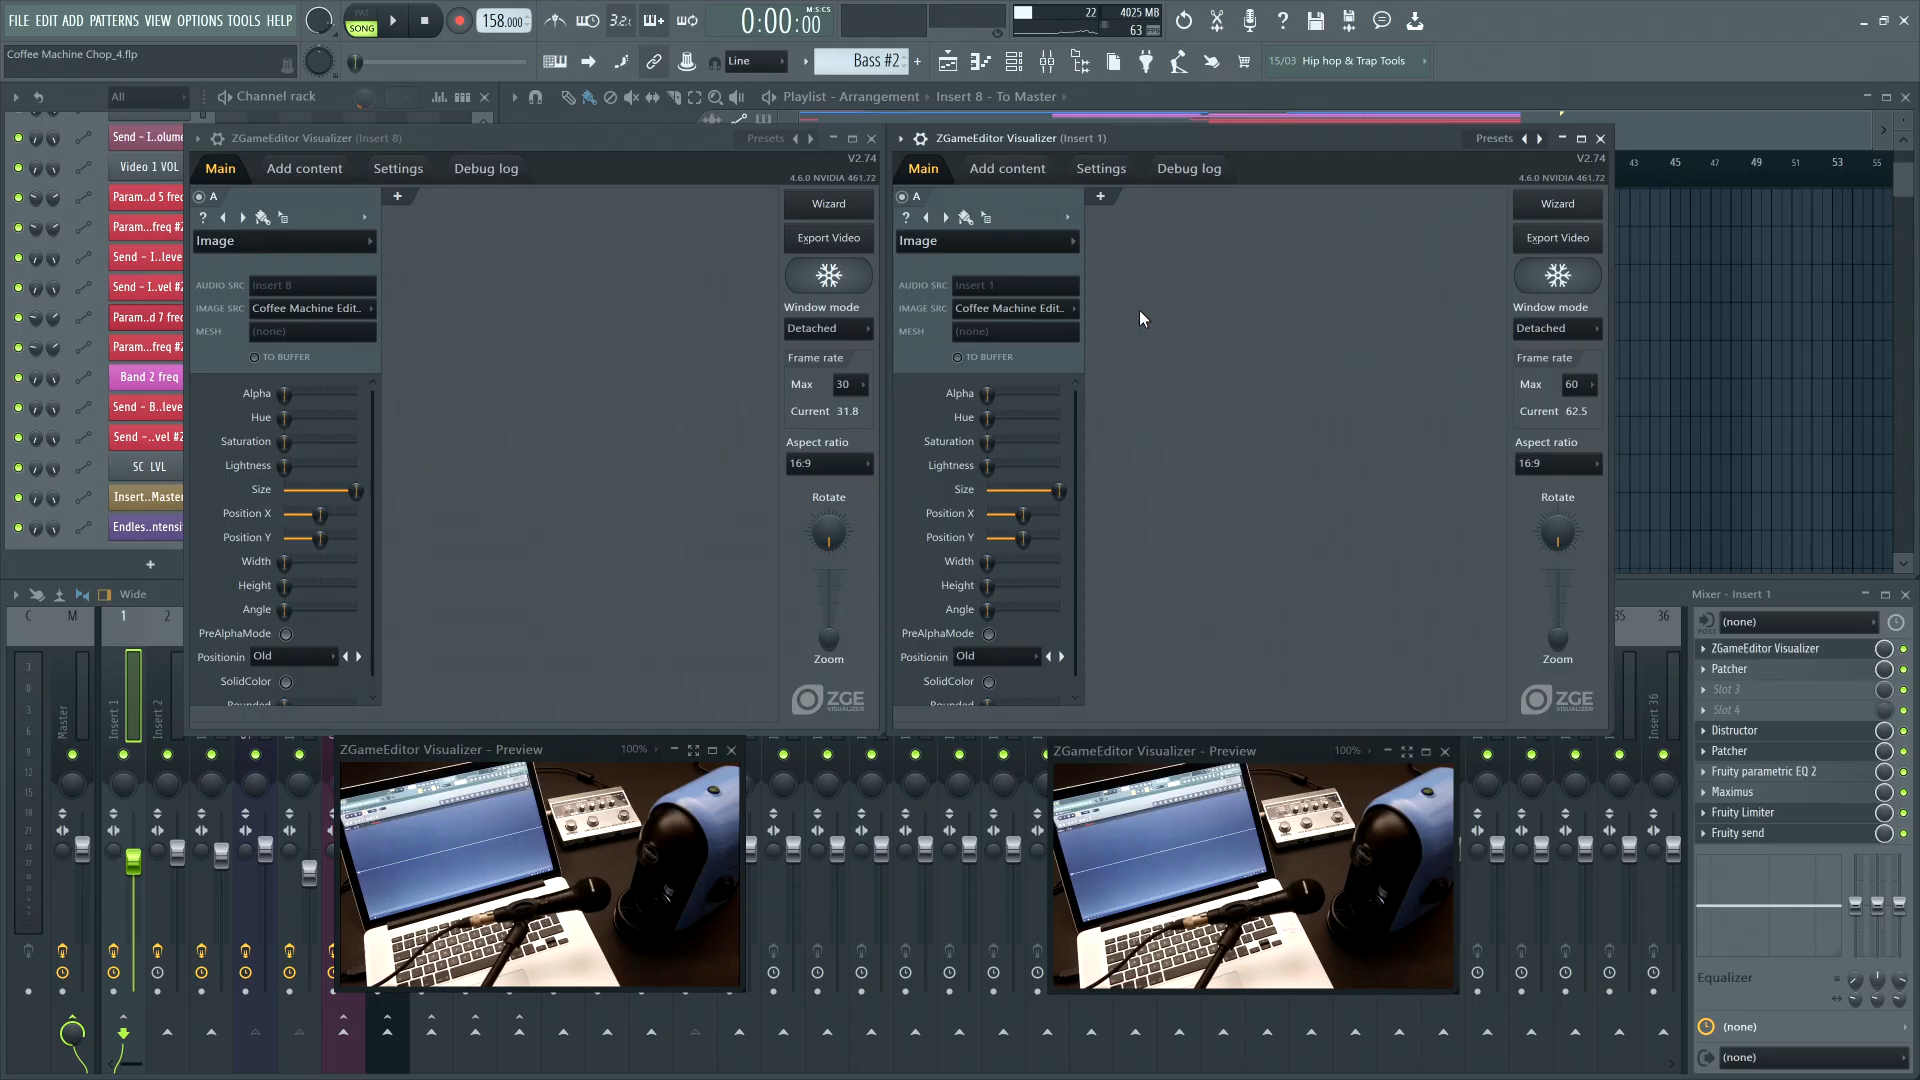 FILE EDIT ADD PATTERNS VIEW OPTIONS TOOLS HELP
PAT
SONG
158.000
3.2.
0:00:00
M:S:CS
22
4025 MB
63
Coffee Machine Chop_4.flp
Line
Bass #2
15/03 Hip hop & Trap Tools
All
Channel rack
Playlist - Arrangement
Insert 8 - To Master
Send - I..olume
Video 1 VOL
Param...d 5 freq
Param...freq #2
Send - I..leve
Send - I..vel #2
Param...d 7 freq
Param...freq #2
Band 2 freq
Send - B..leve
Send -..vel #2
SC LVL
Insert..Master
Endles..ntensi
ZGameEditor Visualizer (Insert 8)
Presets
Main
Add content
Settings
Debug log
V2.74
4.6.0 NVIDIA 461.72
A
Image
AUDIO SRC
Insert 8
IMAGE SRC
Coffee Machine Edit..
MESH
(none)
TO BUFFER
Alpha
Hue
Saturation
Lightness
Size
Position X
Position Y
Width
Height
Angle
PreAlphaMode
Positionin
Old
SolidColor
Rounded
Wizard
Export Video
Window mode
Detached
Frame rate
Max
30
Current 31.8
Aspect ratio
16:9
Rotate
Zoom
ZGE
VISUALIZER
ZGameEditor Visualizer (Insert 1)
Presets
Main
Add content
Settings
Debug log
V2.74
4.6.0 NVIDIA 461.72
A
Image
AUDIO SRC
Insert 1
IMAGE SRC
Coffee Machine Edit..
MESH
(none)
TO BUFFER
Alpha
Hue
Saturation
Lightness
Size
Position X
Position Y
Width
Height
Angle
PreAlphaMode
Positionin
Old
SolidColor
Rounded
Wizard
Export Video
Window mode
Detached
Frame rate
Max
60
Current 62.5
Aspect ratio
16:9
Rotate
Zoom
ZGE
VISUALIZER
43 45 47 49 51 53 55
Wide
C M 1 2
35 36
Master
Insert 1
Insert 2
Insert 36
ZGameEditor Visualizer - Preview
100%
ZGameEditor Visualizer - Preview
100%
Mixer - Insert 1
POST
(none)
ZGameEditor Visualizer
Patcher
Slot 3
Slot 4
Distructor
Patcher
Fruity parametric EQ 2
Maximus
Fruity Limiter
Fruity send
Equalizer
(none)
(none)